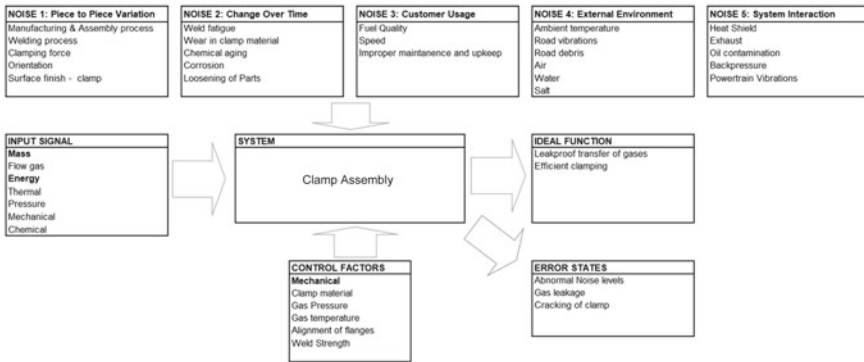 NOISE 1: Piece to Piece Variation
Manufacturing & Assembly process
Welding process
Clamping force
Orientation
Surface finish - clamp
NOISE 2: Change Over Time
Weld fatigue
Wear in clamp material
Chemical aging
Corrosion
Loosening of Parts
NOISE 3: Customer Usage
Fuel Quality
Speed
Improper maintanence and upkeep
NOISE 4: External Environment
Ambient temperature
Road vibrations
Road debris
Air
Water
Salt
NOISE 5: System Interaction
Heat Shield
Exhaust
Oil contamination
Backpressure
Powertrain Vibrations
INPUT SIGNAL
Mass
Flow gas
Energy
Thermal
Pressure
Mechanical
Chemical
SYSTEM
Clamp Assembly
IDEAL FUNCTION
Leakproof transfer of gases
Efficient clamping
CONTROL FACTORS
Mechanical
Clamp material
Gas Pressure
Gas temperature
Alignment of flanges
Weld Strength
ERROR STATES
Abnormal Noise levels
Gas leakage
Cracking of clamp